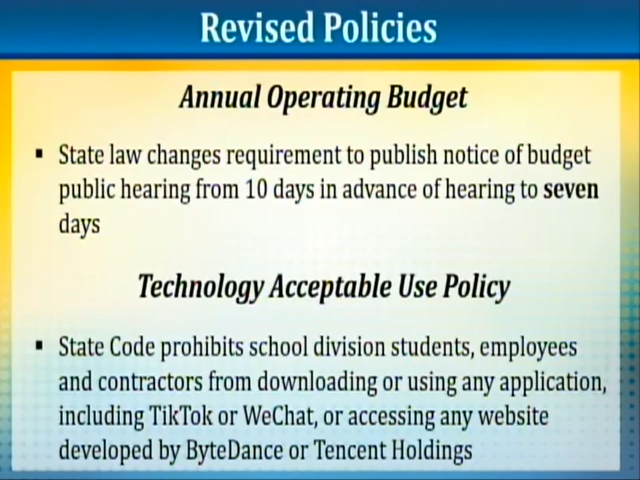 Revised Policies
Annual Operating Budget
▪ State law changes requirement to publish notice of budget
public hearing from 10 days in advance of hearing to seven
days
Technology Acceptable Use Policy
▪ State Code prohibits school division students, employees
and contractors from downloading or using any application,
including TikTok or WeChat, or accessing any website
developed by ByteDance or Tencent Holdings